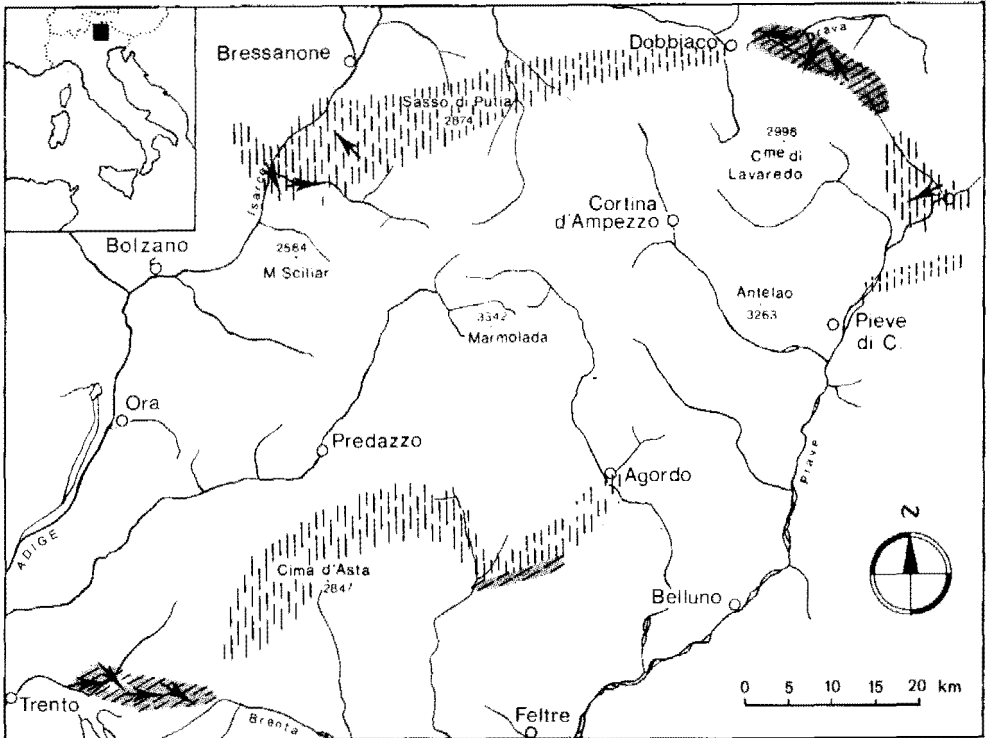 Bressanone
Dobbiaco
Drava
Sasso di Putia
2874
2998
Cme di
Lavaredo
Isarco
Cortina
d'Ampezzo
Bolzano
2564
M Sciliar
Antelao
3263
Pieve
di C.
3342
Marmolada
Ora
Predazzo
Agordo
Piave
ADIGE
N
Cima d'Asta
2847
Belluno
0 5 10 15 20 km
Trento
Brenta
Feltre